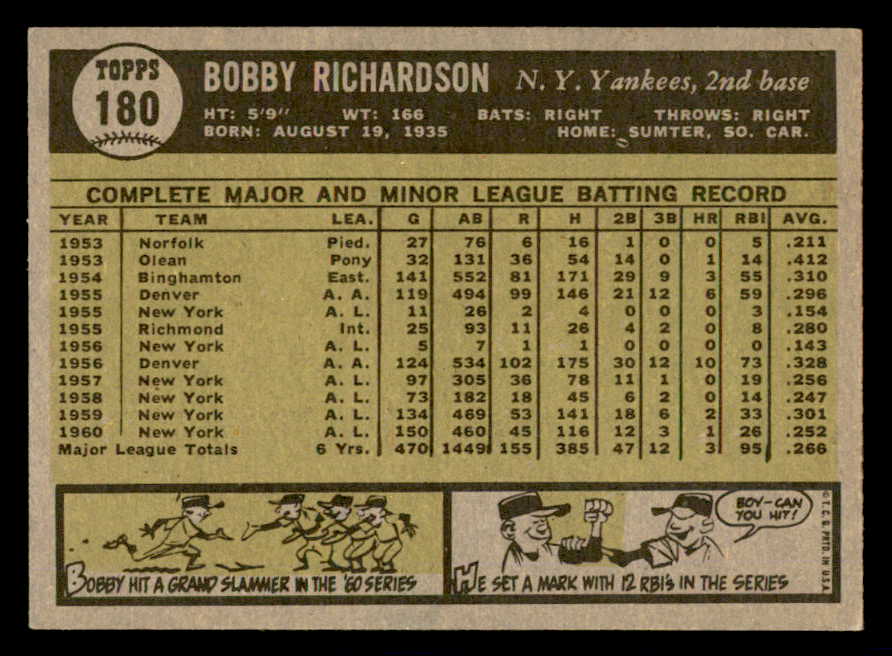 TOPPS
180
BOBBY RICHARDSON N. Y. Yankees, 2nd base
HT: 5'9" WT: 166 BATS: RIGHT THROWS: RIGHT
BORN: AUGUST 19, 1935 HOME: SUMTER, SO. CAR.
COMPLETE MAJOR AND MINOR LEAGUE BATTING RECORD
YEAR TEAM LEA. G AB R H 2B 3B HR RBI AVG.
1953 Norfolk Pied. 27 76 6 16 1 0 0 5 .211
1953 Olean Pony 32 131 36 54 14 0 1 14 .412
1954 Binghamton East. 141 552 81 171 29 9 3 55 .310
1955 Denver A. A. 119 494 99 146 21 12 6 59 .296
1955 New York A. L. 11 26 2 4 0 0 0 3 .154
1955 Richmond Int. 25 93 11 26 4 2 0 8 .280
1956 New York A. L. 5 7 1 1 0 0 0 0 .143
1956 Denver A. A. 124 534 102 175 30 12 10 73 .328
1957 New York A. L. 97 305 36 78 11 1 0 19 .256
1958 New York A. L. 73 182 18 45 6 2 0 14 .247
1959 New York A. L. 134 469 53 141 18 6 2 33 .301
1960 New York A. L. 150 460 45 116 12 3 1 26 .252
Major League Totals 6 Yrs. 470 1449 155 385 47 12 3 95 .266
BOBBY HIT A GRAND SLAMMER IN THE '60 SERIES
BOY-CAN
YOU HIT!
HE SET A MARK WITH 12 RBI'S IN THE SERIES
© T. C. G. PRTD. IN U.S.A.